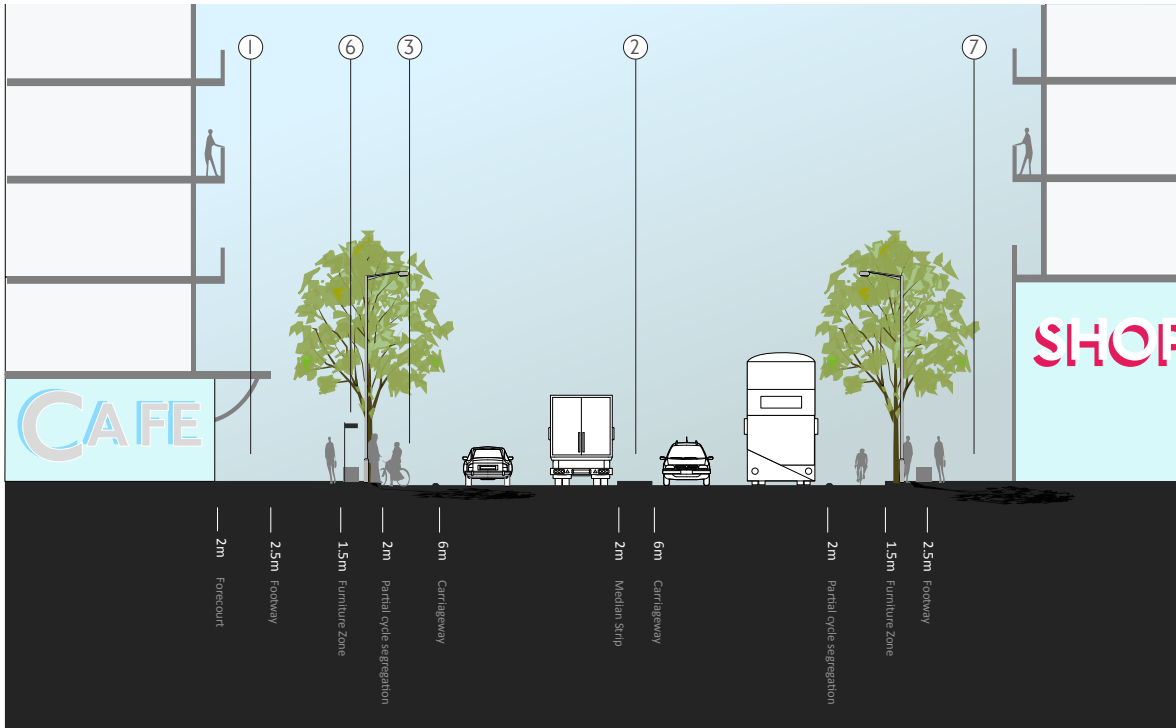 1
6
3
2
7
CAFE
SHOP
2m Forecourt
2.5m Footway
1.5m Furniture Zone
2m Partial cycle segregation
6m Carriageway
2m Median Strip
6m Carriageway
2m Partial cycle segregation
1.5m Furniture Zone
2.5m Footway